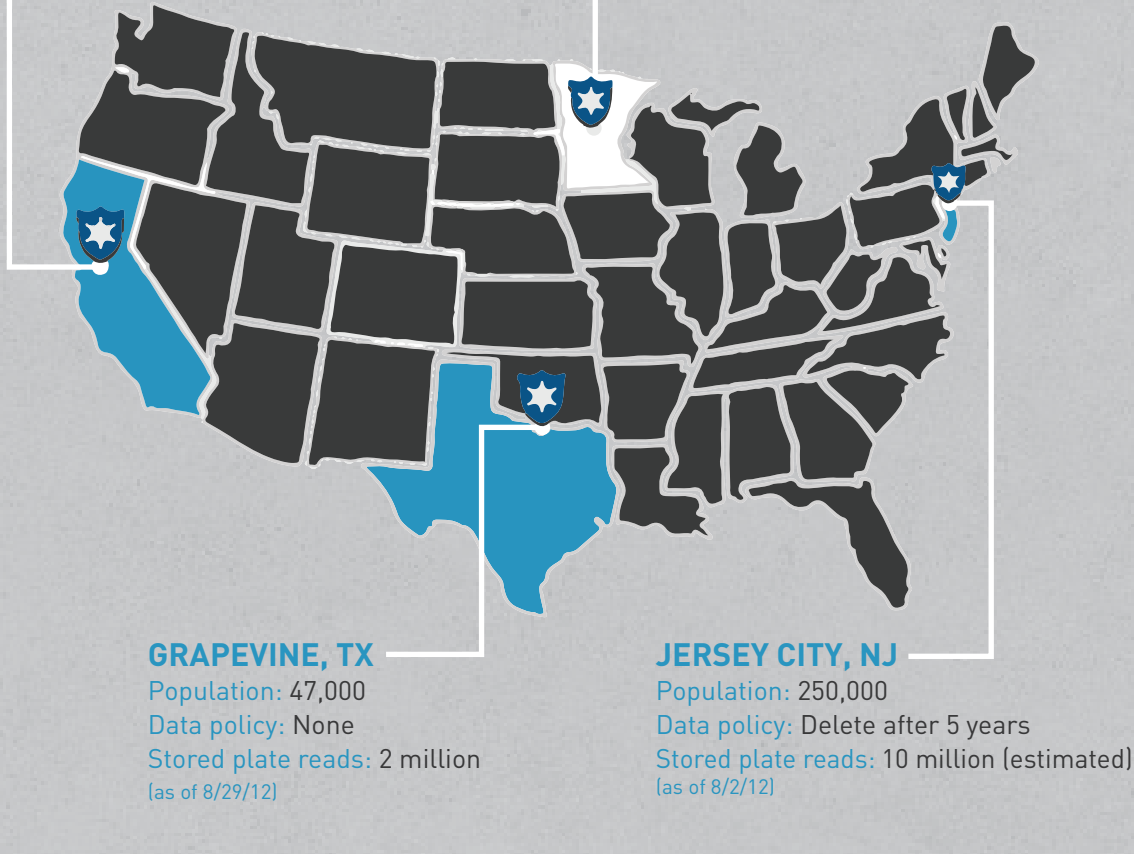 GRAPEVINE, TX
Population: 47,000
Data policy: None
Stored plate reads: 2 million
(as of 8/29/12)
JERSEY CITY, NJ
Population: 250,000
Data policy: Delete after 5 years
Stored plate reads: 10 million (estimated)
(as of 8/2/12)